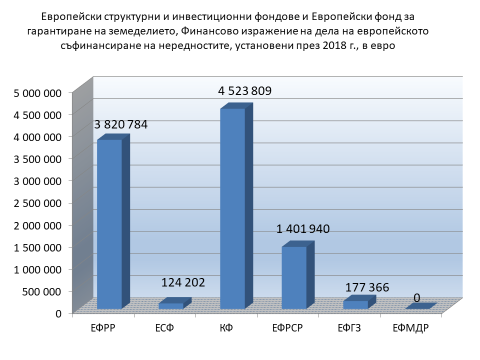 Европейски структурни и инвестиционни фондове и Европейски фонд за
гарантиране на земеделието, Финансово изражение на дела на европейското
съфинансиране на нередностите, установени през 2018 г., в евро
5 000 000
4 500 000
4 000 000
3 500 000
3 000 000
2 500 000
2 000 000
1 500 000
1 000 000
500 000
0
3 820 784
124 202
4 523 809
1 401 940
177 366
0
ЕФРР ЕСФ КФ ЕФРСР ЕФГЗ ЕФМДР